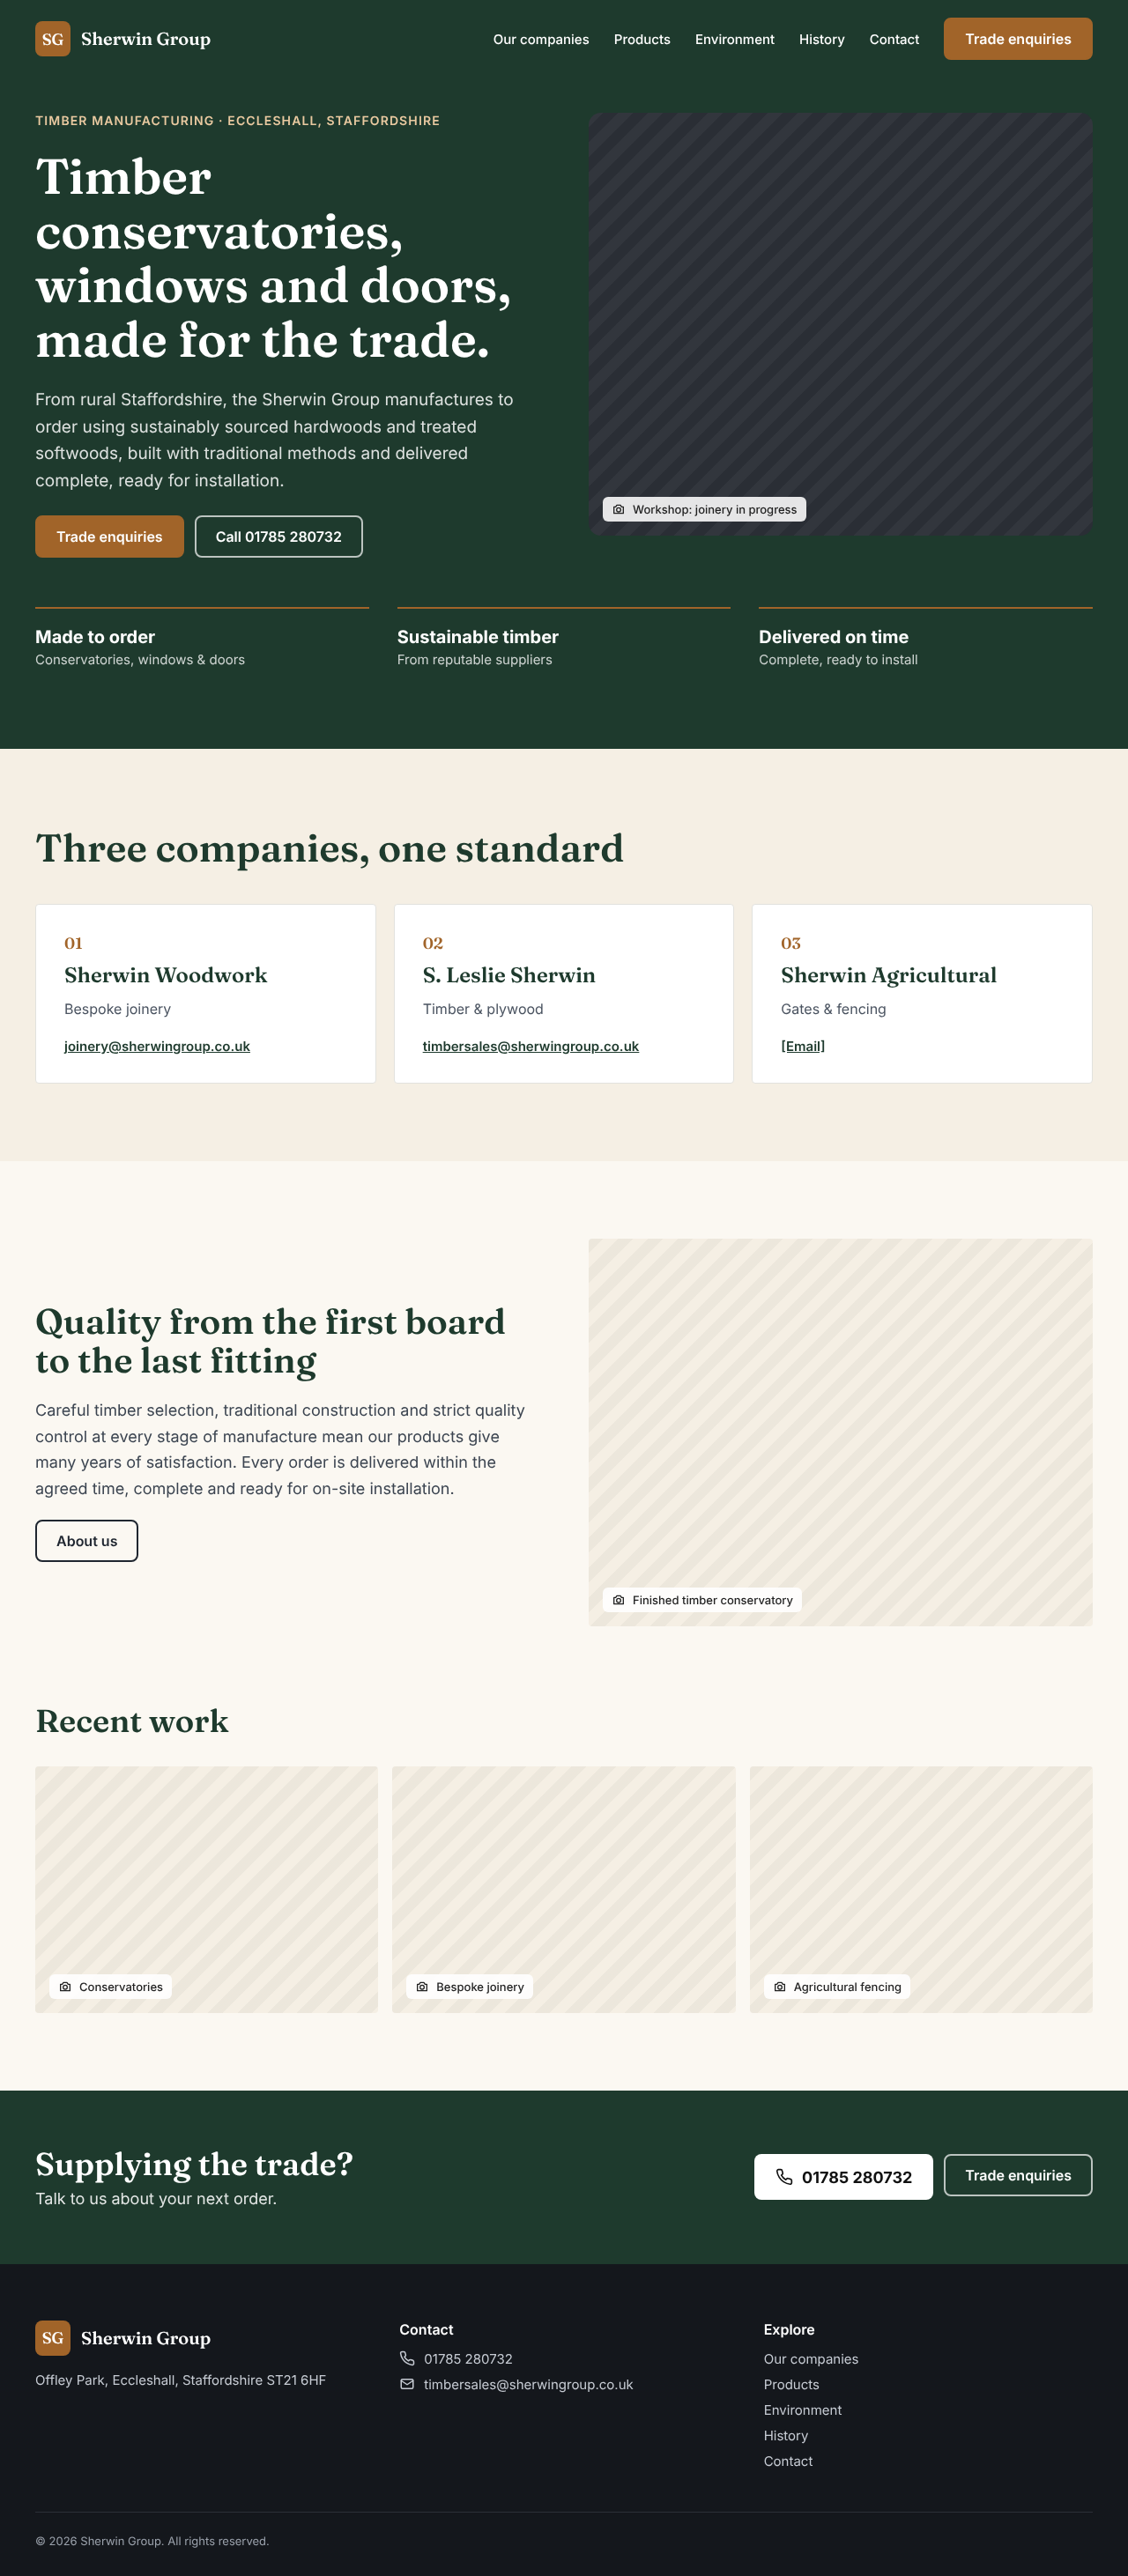 SG Sherwin Group
Our companies Products Environment History Contact Trade enquiries
TIMBER MANUFACTURING · ECCLESHALL, STAFFORDSHIRE
Timber
conservatories,
windows and doors,
made for the trade.
From rural Staffordshire, the Sherwin Group manufactures to
order using sustainably sourced hardwoods and treated
softwoods, built with traditional methods and delivered
complete, ready for installation.
Trade enquiries Call 01785 280732
Workshop: joinery in progress
Made to order
Conservatories, windows & doors
Sustainable timber
From reputable suppliers
Delivered on time
Complete, ready to install
Three companies, one standard
01
Sherwin Woodwork
Bespoke joinery
joinery@sherwingroup.co.uk
02
S. Leslie Sherwin
Timber & plywood
timbersales@sherwingroup.co.uk
03
Sherwin Agricultural
Gates & fencing
[Email]
Quality from the first board
to the last fitting
Careful timber selection, traditional construction and strict quality
control at every stage of manufacture mean our products give
many years of satisfaction. Every order is delivered within the
agreed time, complete and ready for on-site installation.
About us
Finished timber conservatory
Recent work
Conservatories
Bespoke joinery
Agricultural fencing
Supplying the trade?
Talk to us about your next order.
01785 280732
Trade enquiries
SG Sherwin Group
Offley Park, Eccleshall, Staffordshire ST21 6HF
Contact
01785 280732
timbersales@sherwingroup.co.uk
Explore
Our companies
Products
Environment
History
Contact
© 2026 Sherwin Group. All rights reserved.